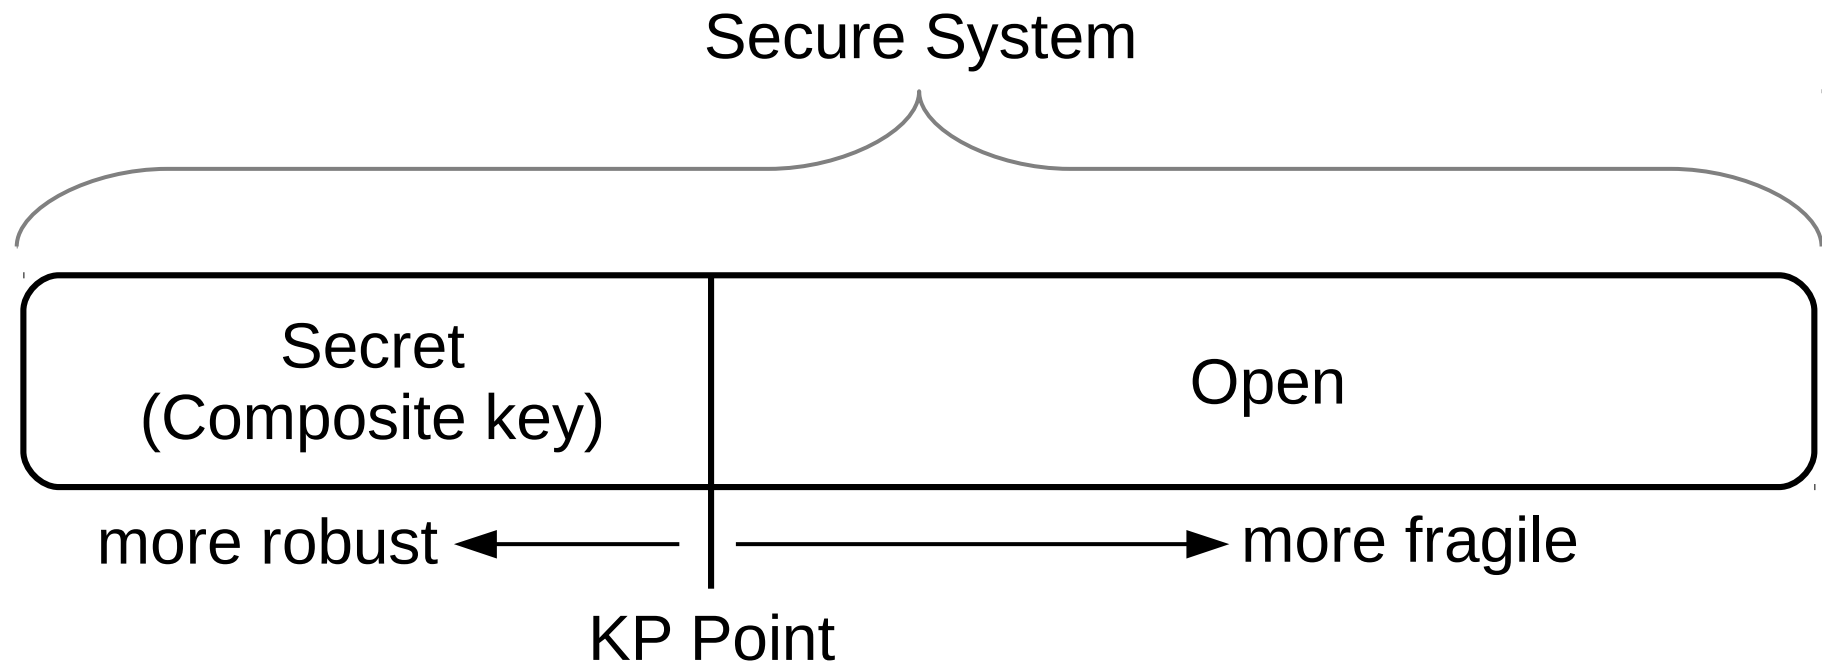 Secure System
Secret
(Composite key)
Open
more robust
more fragile
KP Point